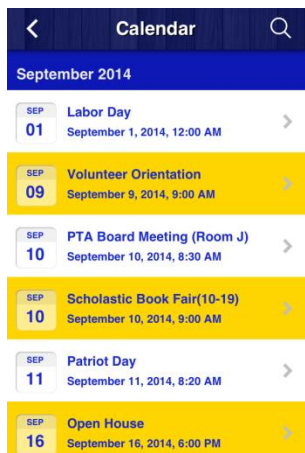 Calendar
September 2014
SEP
01
Labor Day
September 1, 2014, 12:00 AM
SEP
09
Volunteer Orientation
September 9, 2014, 9:00 AM
SEP
10
PTA Board Meeting (Room J)
September 10, 2014, 8:30 AM
SEP
10
Scholastic Book Fair(10-19)
September 10, 2014, 9:00 AM
SEP
11
Patriot Day
September 11, 2014, 8:20 AM
SEP
16
Open House
September 16, 2014, 6:00 PM